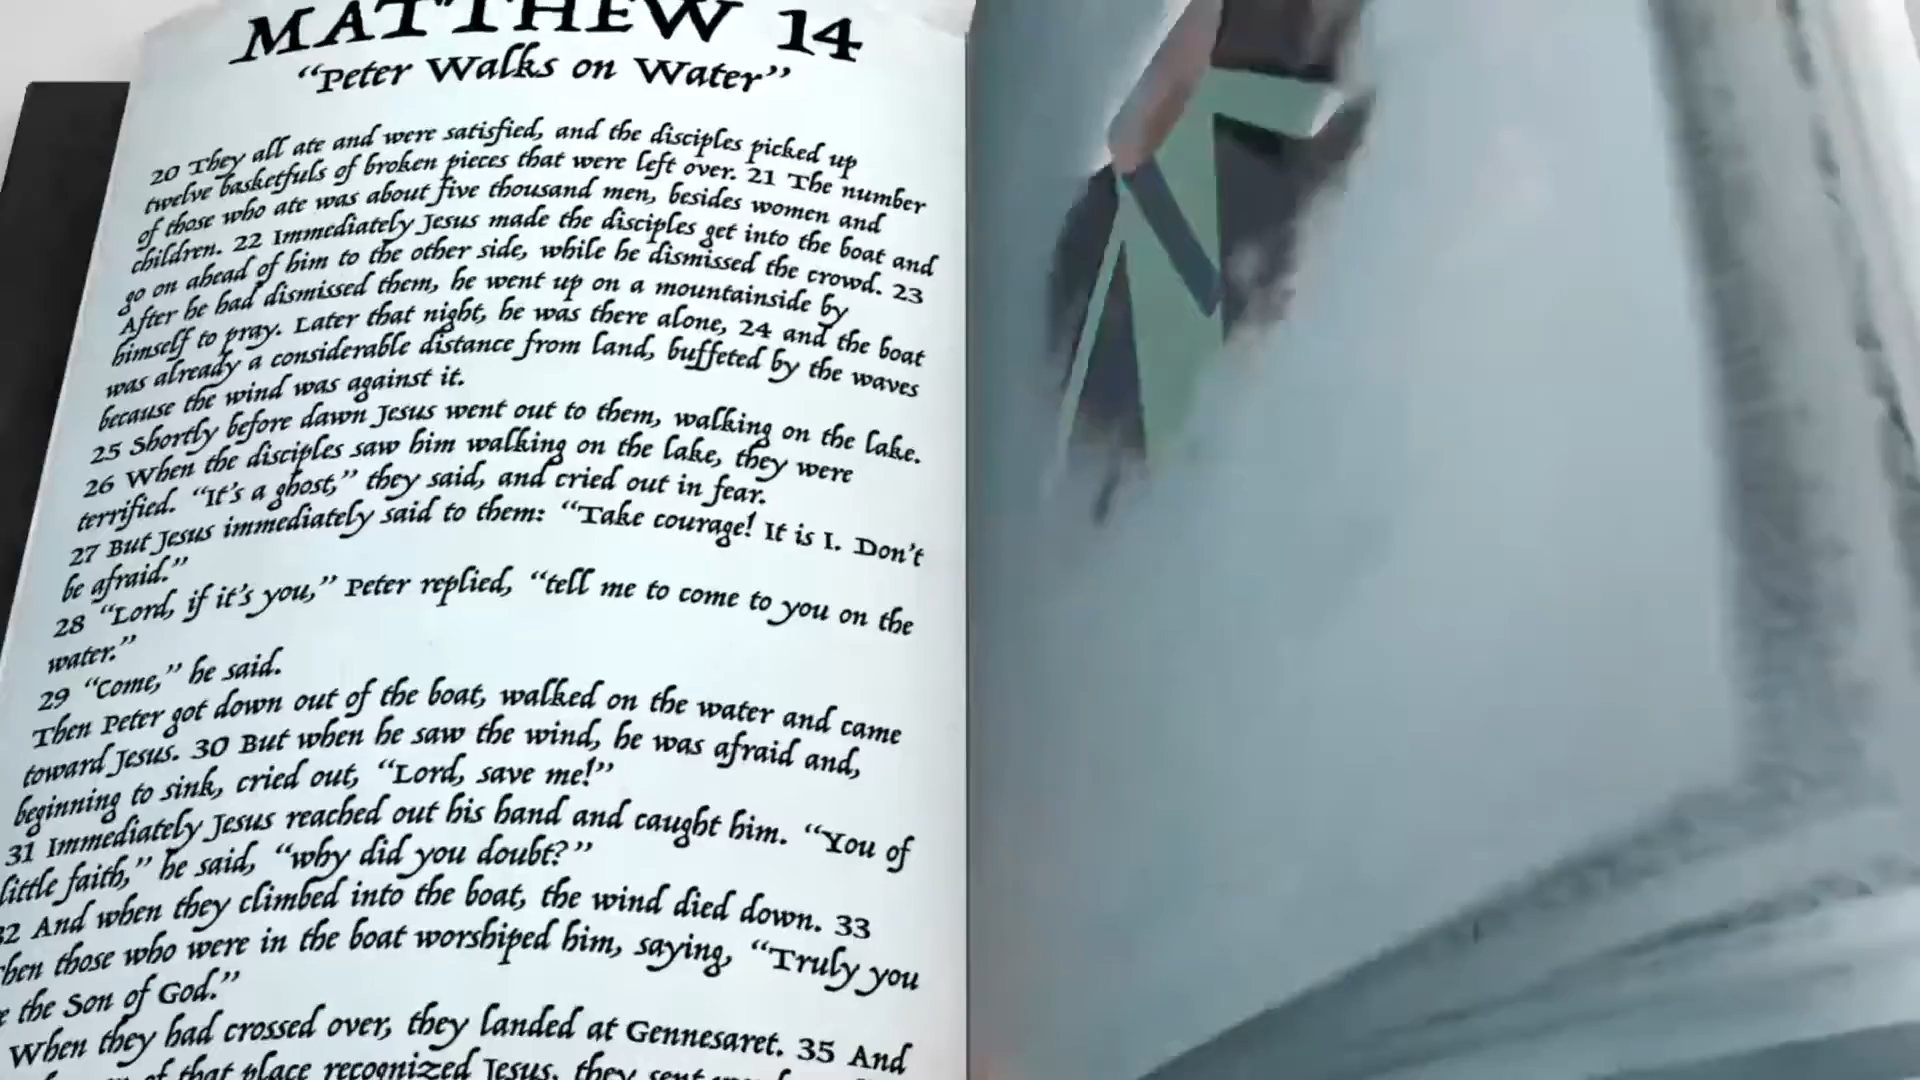 MATTHEW 14
“Peter Walks on Water”
20 They all ate and were satisfied, and the disciples picked up
twelve basketfuls of broken pieces that were left over. 21 The number
of those who ate was about five thousand men, besides women and
children. 22 Immediately Jesus made the disciples get into the boat and
go on ahead of him to the other side, while he dismissed the crowd. 23
After he had dismissed them, he went up on a mountainside by
himself to pray. Later that night, he was there alone, 24 and the boat
was already a considerable distance from land, buffeted by the waves
because the wind was against it.
25 Shortly before dawn Jesus went out to them, walking on the lake.
26 When the disciples saw him walking on the lake, they were
terrified. “It’s a ghost,” they said, and cried out in fear.
27 But Jesus immediately said to them: “Take courage! It is I. Don’t
be afraid.”
28 “Lord, if it’s you,” Peter replied, “tell me to come to you on the
water.”
29 “Come,” he said.
Then Peter got down out of the boat, walked on the water and came
toward Jesus. 30 But when he saw the wind, he was afraid and,
beginning to sink, cried out, “Lord, save me!”
31 Immediately Jesus reached out his hand and caught him. “You of
little faith,” he said, “why did you doubt?”
32 And when they climbed into the boat, the wind died down. 33
hen those who were in the boat worshiped him, saying, “Truly you
e the Son of God.”
When they had crossed over, they landed at Gennesaret. 35 And
of that place recognized Jesus, they sent